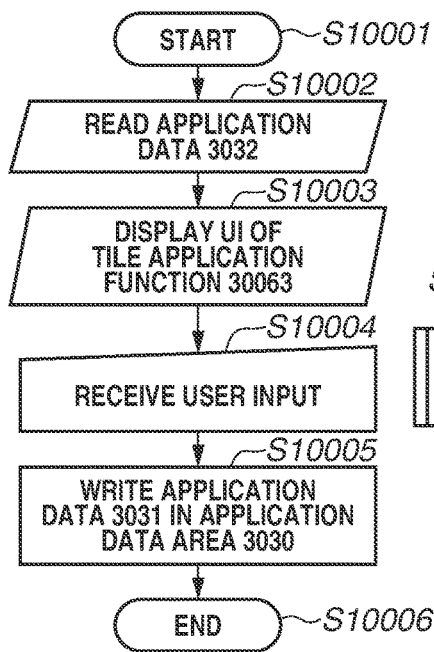 START
S10001
S10002
READ APPLICATION
DATA 3032
S10003
DISPLAY UI OF
TILE APPLICATION
FUNCTION 30063
S10004
RECEIVE USER INPUT
S10005
WRITE APPLICATION
DATA 3031 IN APPLICATION
DATA AREA 3030
END
S10006